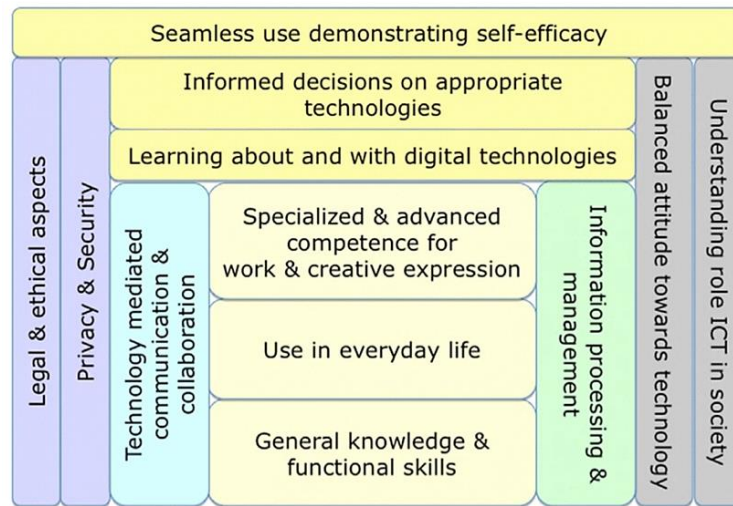 Seamless use demonstrating self-efficacy
Legal & ethical aspects
Privacy & Security
Informed decisions on appropriate
technologies
Learning about and with digital technologies
Technology mediated
communication &
collaboration
Specialized & advanced
competence for
work & creative expression
Use in everyday life
General knowledge &
functional skills
Information processing &
management
Balanced attitude towards technology
Understanding role ICT in
society